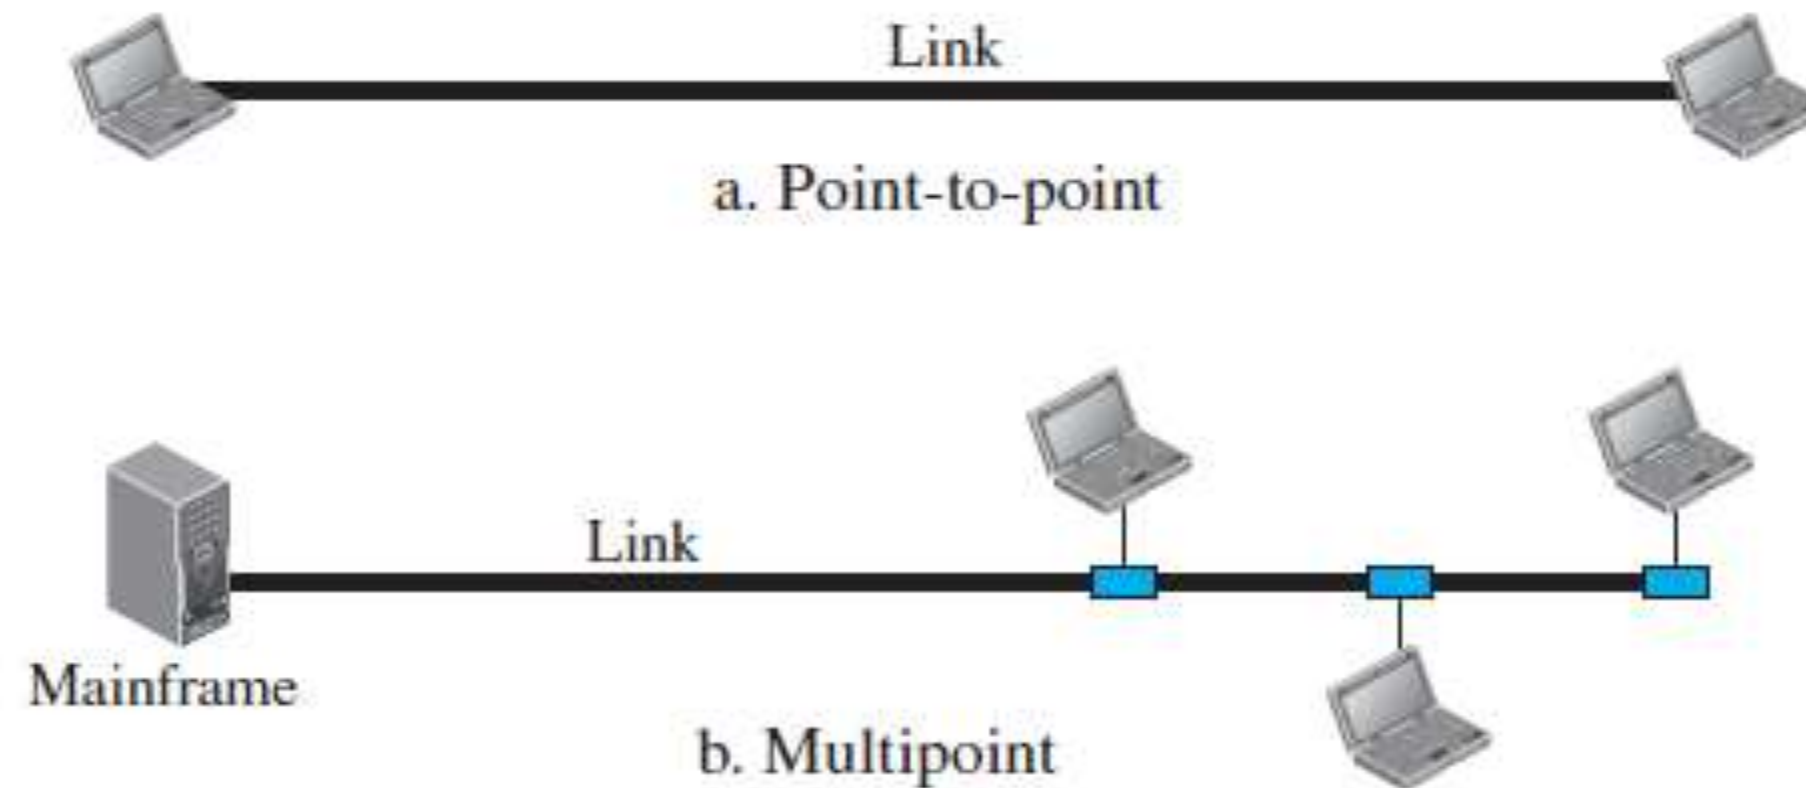 Link
a. Point-to-point
Link
Mainframe
b. Multipoint